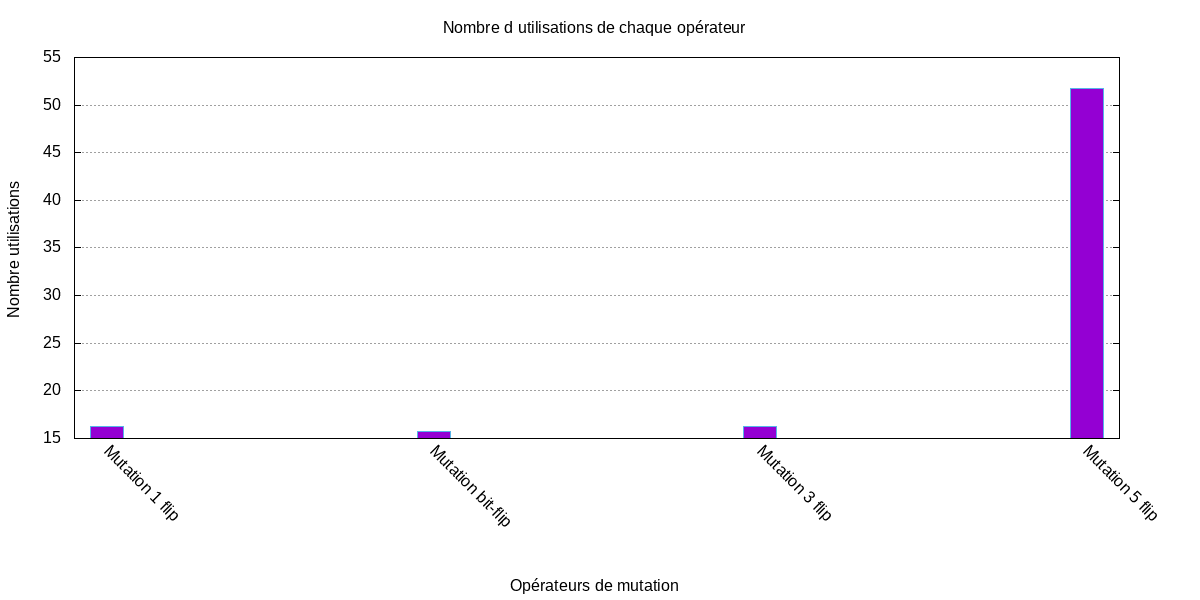 Nombre d utilisations de chaque opérateur
55
50
45
40
35
30
25
20
15
Nombre utilisations
Mutation 1 flip
Mutation bit-flip
Mutation 3 flip
Mutation 5 flip
Opérateurs de mutation